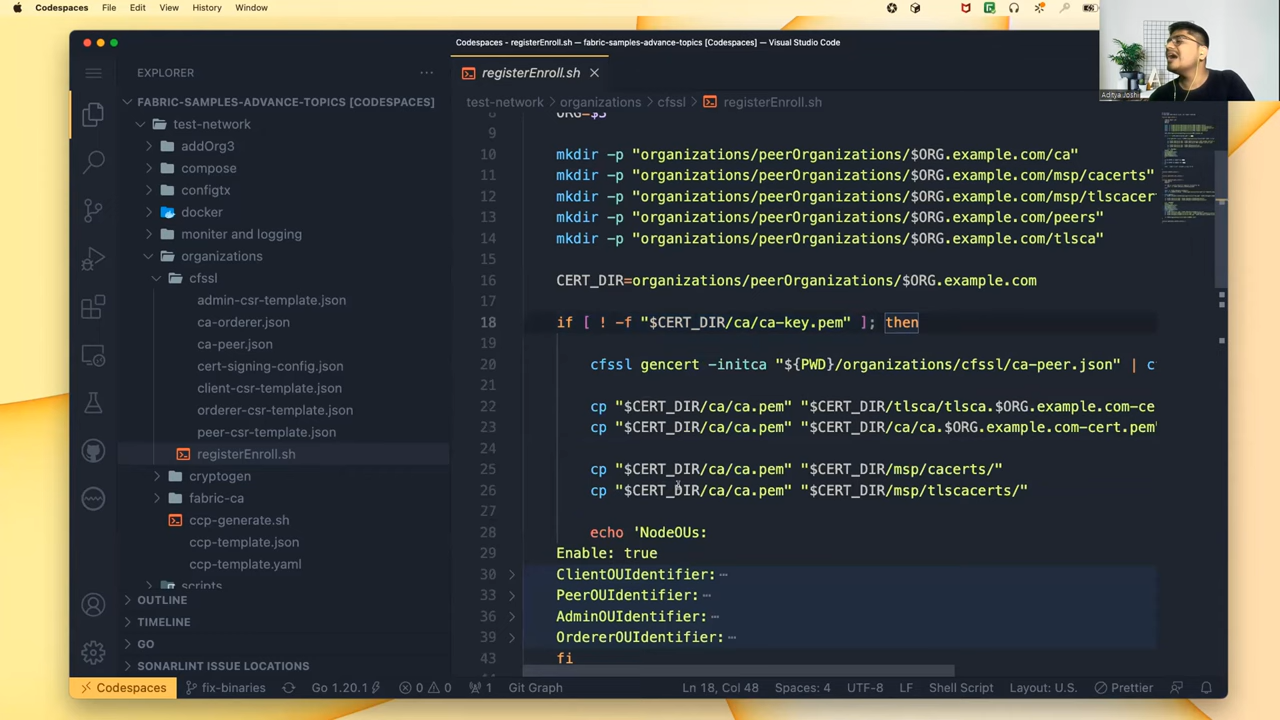 Codespaces File Edit View History Window
Codespaces - registerEnroll.sh — fabric-samples-advance-topics [Codespaces] — Visual Studio Code
Aditya Joshi
EXPLORER
FABRIC-SAMPLES-ADVANCE-TOPICS [CODESPACES]
test-network
addOrg3
compose
configtx
docker
moniter and logging
organizations
cfssl
admin-csr-template.json
ca-orderer.json
ca-peer.json
cert-signing-config.json
client-csr-template.json
orderer-csr-template.json
peer-csr-template.json
registerEnroll.sh
cryptogen
fabric-ca
ccp-generate.sh
ccp-template.json
ccp-template.yaml
scripts
OUTLINE
TIMELINE
GO
SONARLINT ISSUE LOCATIONS
registerEnroll.sh
test-network > organizations > cfssl > registerEnroll.sh
8 ORG=$3
9
10 mkdir -p "organizations/peerOrganizations/$ORG.example.com/ca"
11 mkdir -p "organizations/peerOrganizations/$ORG.example.com/msp/cacerts"
12 mkdir -p "organizations/peerOrganizations/$ORG.example.com/msp/tlscacer
13 mkdir -p "organizations/peerOrganizations/$ORG.example.com/peers"
14 mkdir -p "organizations/peerOrganizations/$ORG.example.com/tlsca"
15
16 CERT_DIR=organizations/peerOrganizations/$ORG.example.com
17
18 if [ ! -f "$CERT_DIR/ca/ca-key.pem" ]; then
19
20 cfssl gencert -initca "${PWD}/organizations/cfssl/ca-peer.json" | c
21
22 cp "$CERT_DIR/ca/ca.pem" "$CERT_DIR/tlsca/tlsca.$ORG.example.com-ce
23 cp "$CERT_DIR/ca/ca.pem" "$CERT_DIR/ca/ca.$ORG.example.com-cert.pem"
24
25 cp "$CERT_DIR/ca/ca.pem" "$CERT_DIR/msp/cacerts/"
26 cp "$CERT_DIR/ca/ca.pem" "$CERT_DIR/msp/tlscacerts/"
27
28 echo 'NodeOUs:
29 Enable: true
30 ClientOUIdentifier: ⋯
33 PeerOUIdentifier: ⋯
36 AdminOUIdentifier: ⋯
39 OrdererOUIdentifier: ⋯
43 fi
Codespaces fix-binaries Go 1.20.1 0 0 1 Git Graph Ln 18, Col 48 Spaces: 4 UTF-8 LF Shell Script Layout: U.S. Prettier